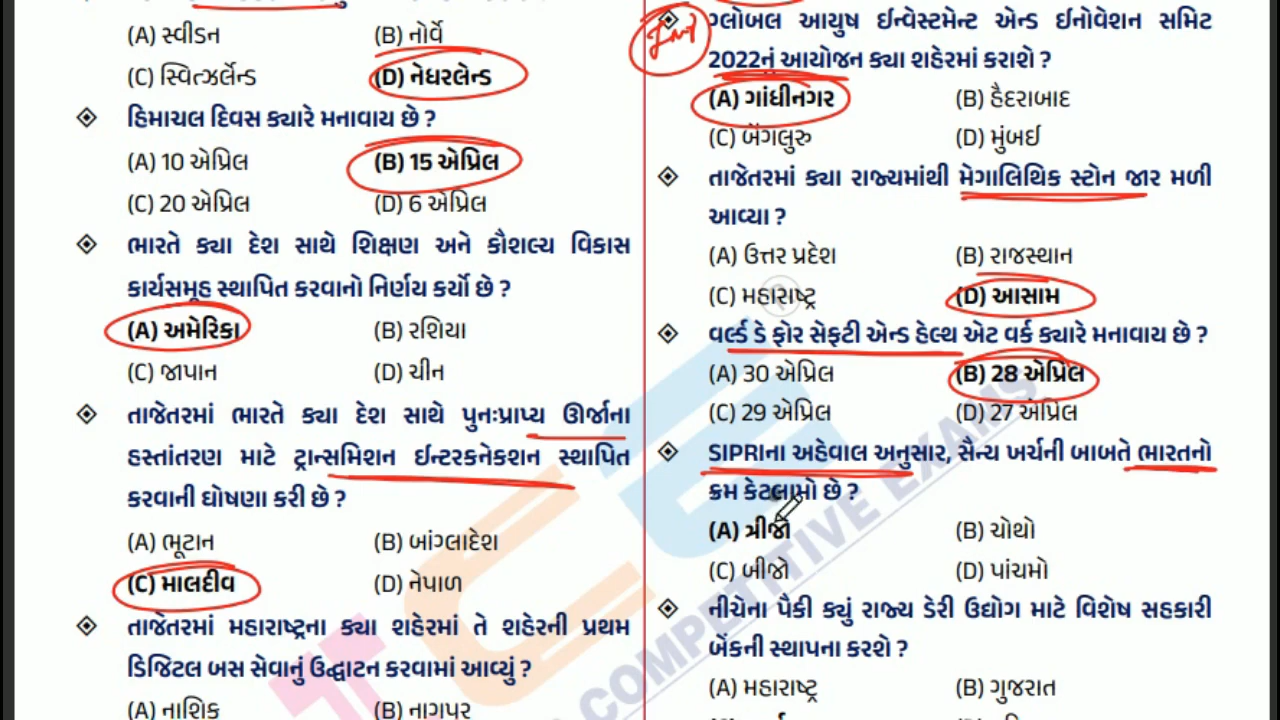 (A) સ્વીડન (B) નોર્વે
(C) સ્વિત્ઝર્લેન્ડ (D) નેધરલેન્ડ
હિમાચલ દિવસ ક્યારે મનાવાય છે ?
(A) 10 એપ્રિલ (B) 15 એપ્રિલ
(C) 20 એપ્રિલ (D) 6 એપ્રિલ
ભારતે ક્યા દેશ સાથે શિક્ષણ અને કૌશલ્ય વિકાસ
કાર્યસમૂહ સ્થાપિત કરવાનો નિર્ણય કર્યો છે ?
(A) અમેરિકા (B) રશિયા
(C) જાપાન (D) ચીન
તાજેતરમાં ભારતે ક્યા દેશ સાથે પુનઃપ્રાપ્ય ઊર્જાના
હસ્તાંતરણ માટે ટ્રાન્સમિશન ઈન્ટરકનેકશન સ્થાપિત
કરવાની ઘોષણા કરી છે ?
(A) ભૂટાન (B) બાંગ્લાદેશ
(C) માલદીવ (D) નેપાળ
તાજેતરમાં મહારાષ્ટ્રના ક્યા શહેરમાં તે શહેરની પ્રથમ
ડિજિટલ બસ સેવાનું ઉદ્ઘાટન કરવામાં આવ્યું ?
(A) નાશિક (B) નાગપર
ગ્લોબલ આયુષ ઈન્વેસ્ટમેન્ટ એન્ડ ઈનોવેશન સમિટ
2022નું આયોજન ક્યા શહેરમાં કરાશે ?
(A) ગાંધીનગર (B) હૈદરાબાદ
(C) બેંગલુરુ (D) મુંબઈ
તાજેતરમાં ક્યા રાજ્યમાંથી મેગાલિથિક સ્ટોન જાર મળી
આવ્યા ?
(A) ઉત્તર પ્રદેશ (B) રાજસ્થાન
(C) મહારાષ્ટ્ર (D) આસામ
વર્લ્ડ ડે ફોર સેફ્ટી એન્ડ હેલ્થ એટ વર્ક ક્યારે મનાવાય છે ?
(A) 30 એપ્રિલ (B) 28 એપ્રિલ
(C) 29 એપ્રિલ (D) 27 એપ્રિલ
SIPRIના અહેવાલ અનુસાર, સૈન્ય ખર્ચની બાબતે ભારતનો
ક્રમ કેટલામો છે ?
(A) ત્રીજો (B) ચોથો
(C) બીજો (D) પાંચમો
નીચેના પૈકી ક્યું રાજ્ય ડેરી ઉદ્યોગ માટે વિશેષ સહકારી
બેંકની સ્થાપના કરશે ?
(A) મહારાષ્ટ્ર (B) ગુજરાત
COMPETITIVE EXAMS